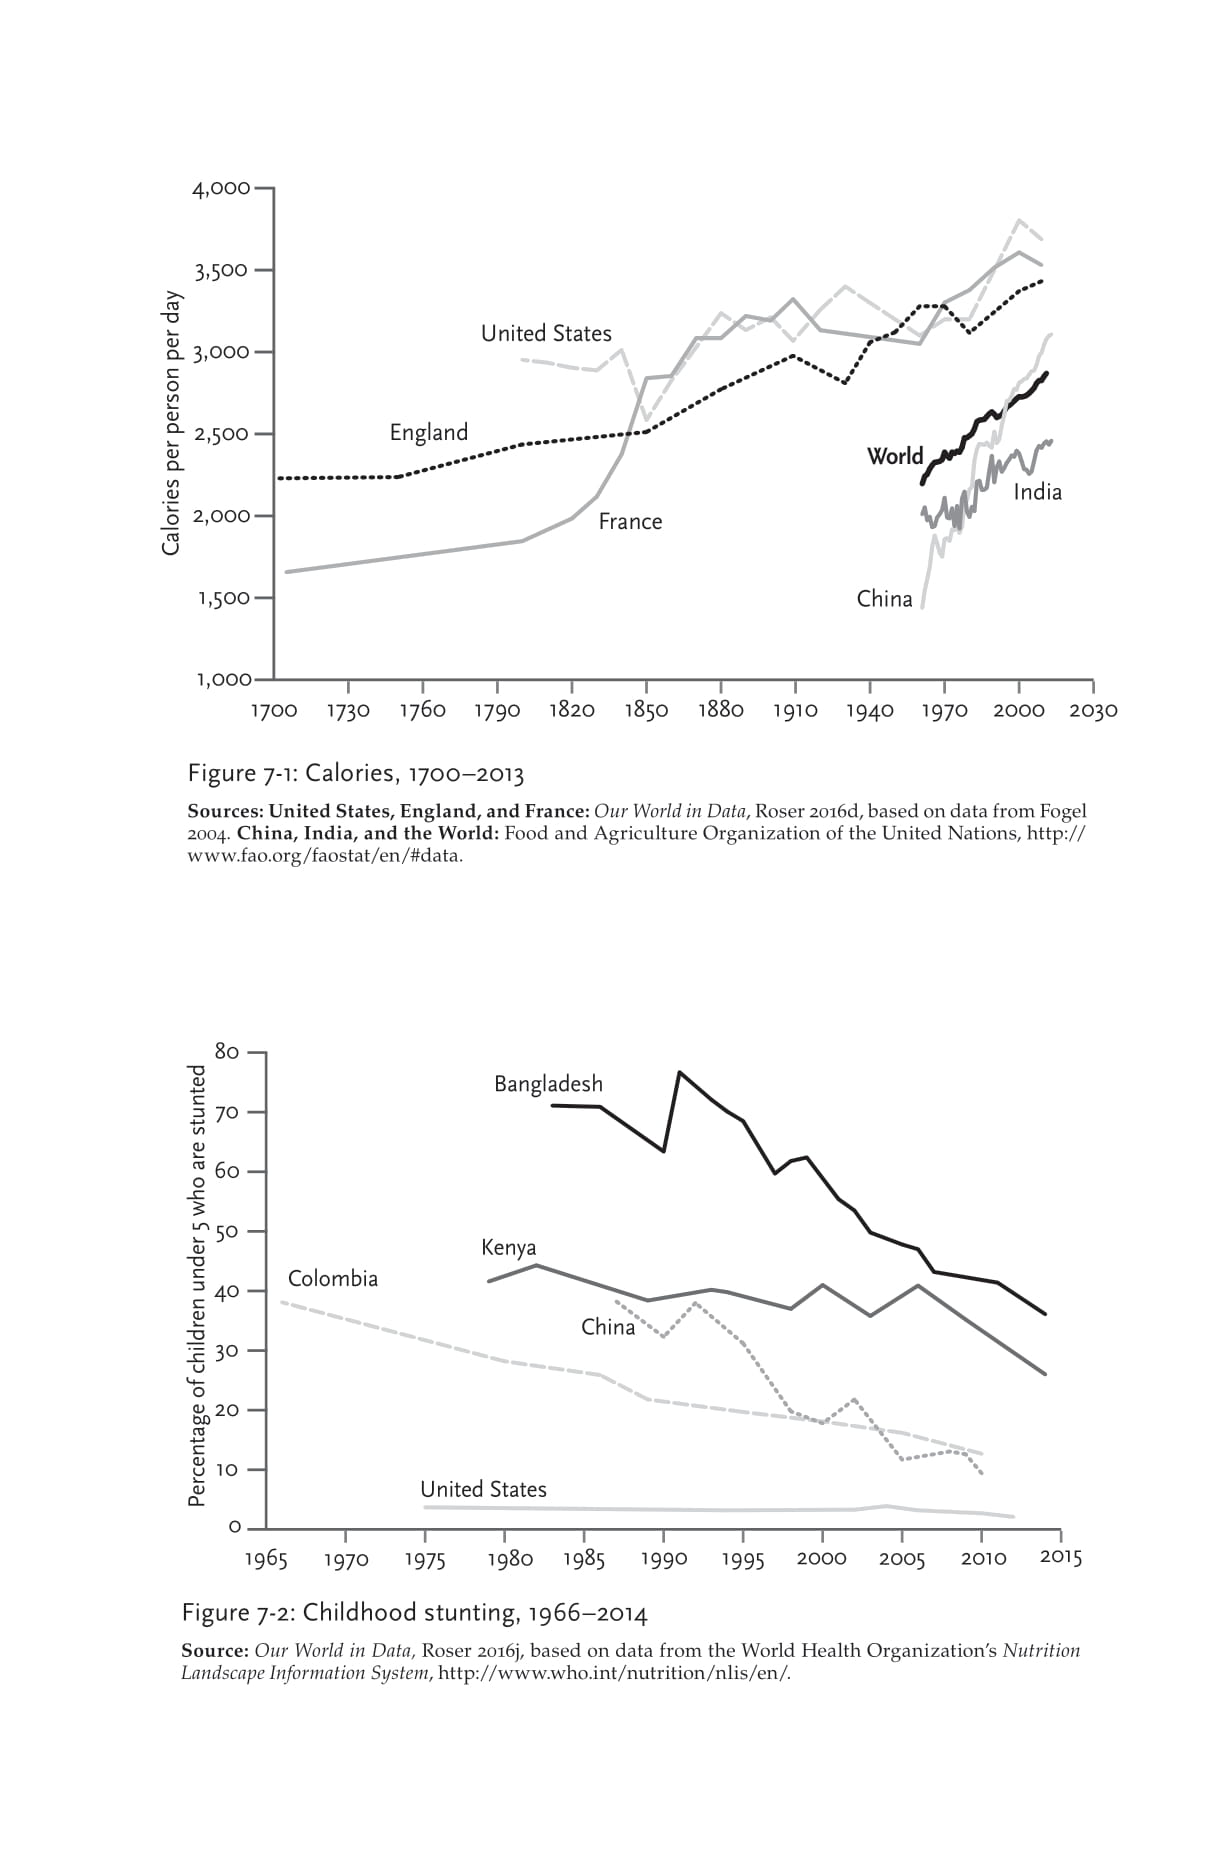 4,000
3,500
3,000
2,500
2,000
1,500
1,000
Calories per person per day
United States
England
France
World
India
China
1700 1730 1760 1790 1820 1850 1880 1910 1940 1970 2000 2030
Figure 7-1: Calories, 1700–2013
Sources: United States, England, and France: Our World in Data, Roser 2016d, based on data from Fogel
2004. China, India, and the World: Food and Agriculture Organization of the United Nations, http://
www.fao.org/faostat/en/#data.
80
70
60
50
40
30
20
10
0
Percentage of children under 5 who are stunted
Bangladesh
Kenya
Colombia
China
United States
1965 1970 1975 1980 1985 1990 1995 2000 2005 2010 2015
Figure 7-2: Childhood stunting, 1966–2014
Source: Our World in Data, Roser 2016j, based on data from the World Health Organization’s Nutrition
Landscape Information System, http://www.who.int/nutrition/nlis/en/.